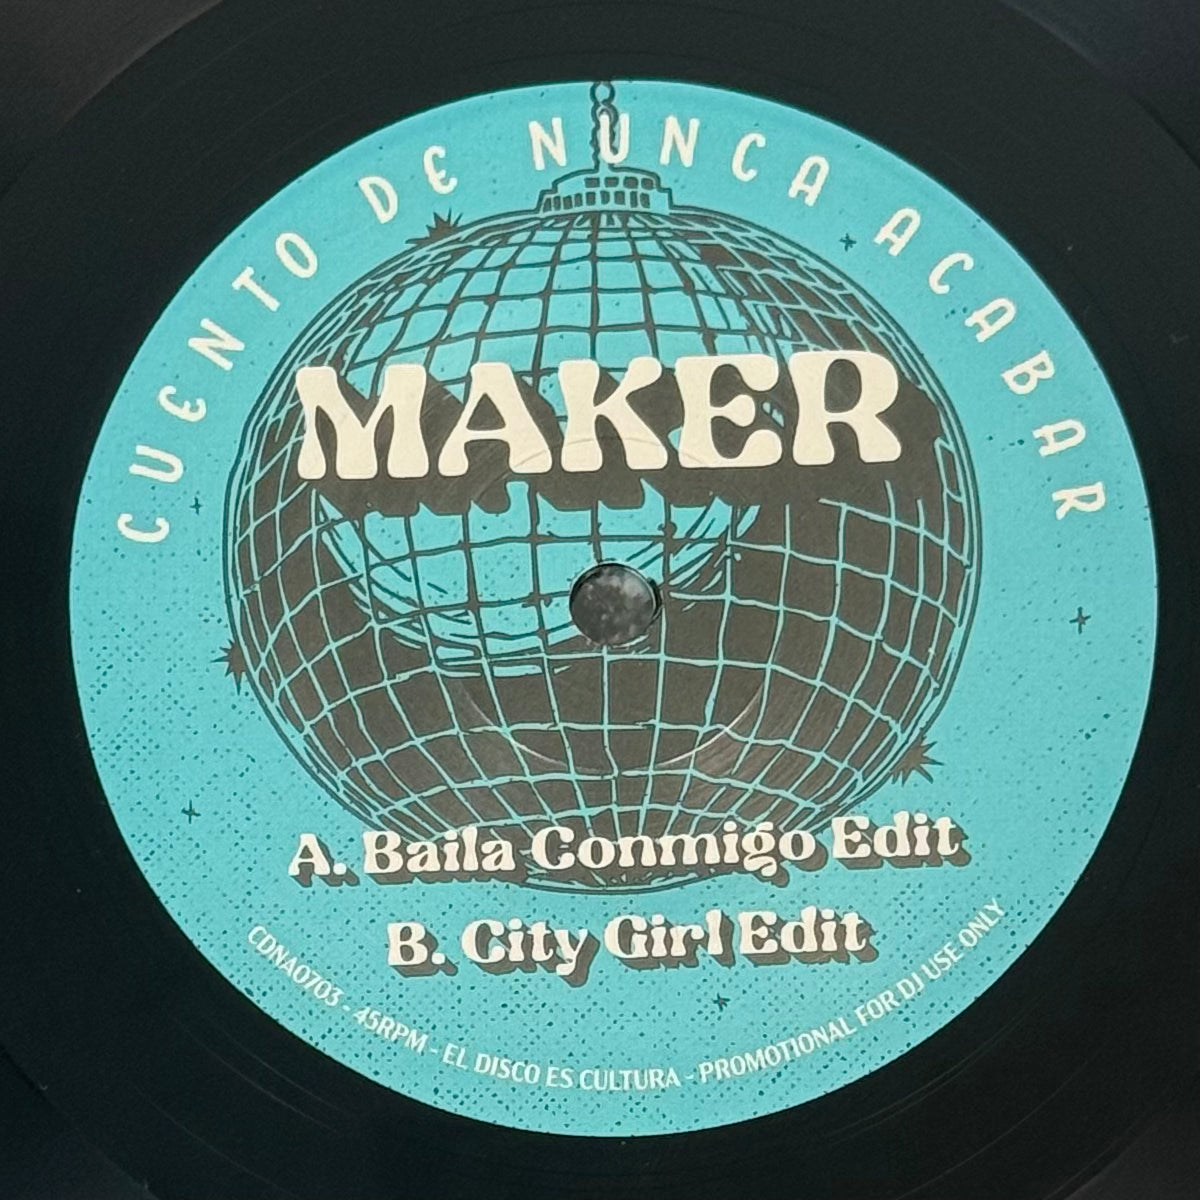 CUENTO DE NUNCA ACABAR
MAKER
A. Baila Conmigo Edit
B. City Girl Edit
CDNA0703 - 45RPM - EL DISCO ES CULTURA - PROMOTIONAL FOR DJ USE ONLY